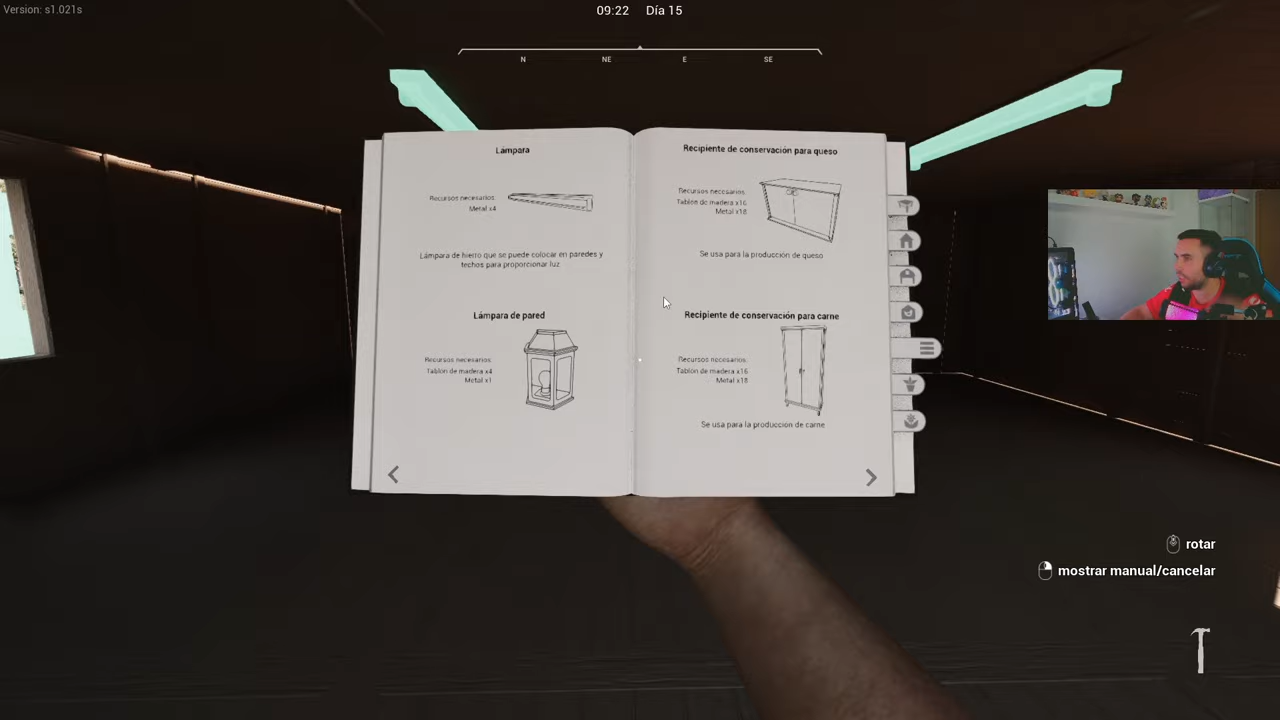 Version: s1.021s
09:22 Día 15
N NE E SE
Lámpara
Recursos necesarios:
Metal x4
Lámpara de hierro que se puede colocar en paredes y
techos para proporcionar luz
Lámpara de pared
Recursos necesarios:
Tablón de madera x4
Metal x1
Recipiente de conservación para queso
Recursos necesarios:
Tablón de madera x16
Metal x18
Se usa para la producción de queso
Recipiente de conservación para carne
Recursos necesarios:
Tablón de madera x16
Metal x18
Se usa para la producción de carne
rotar
mostrar manual/cancelar